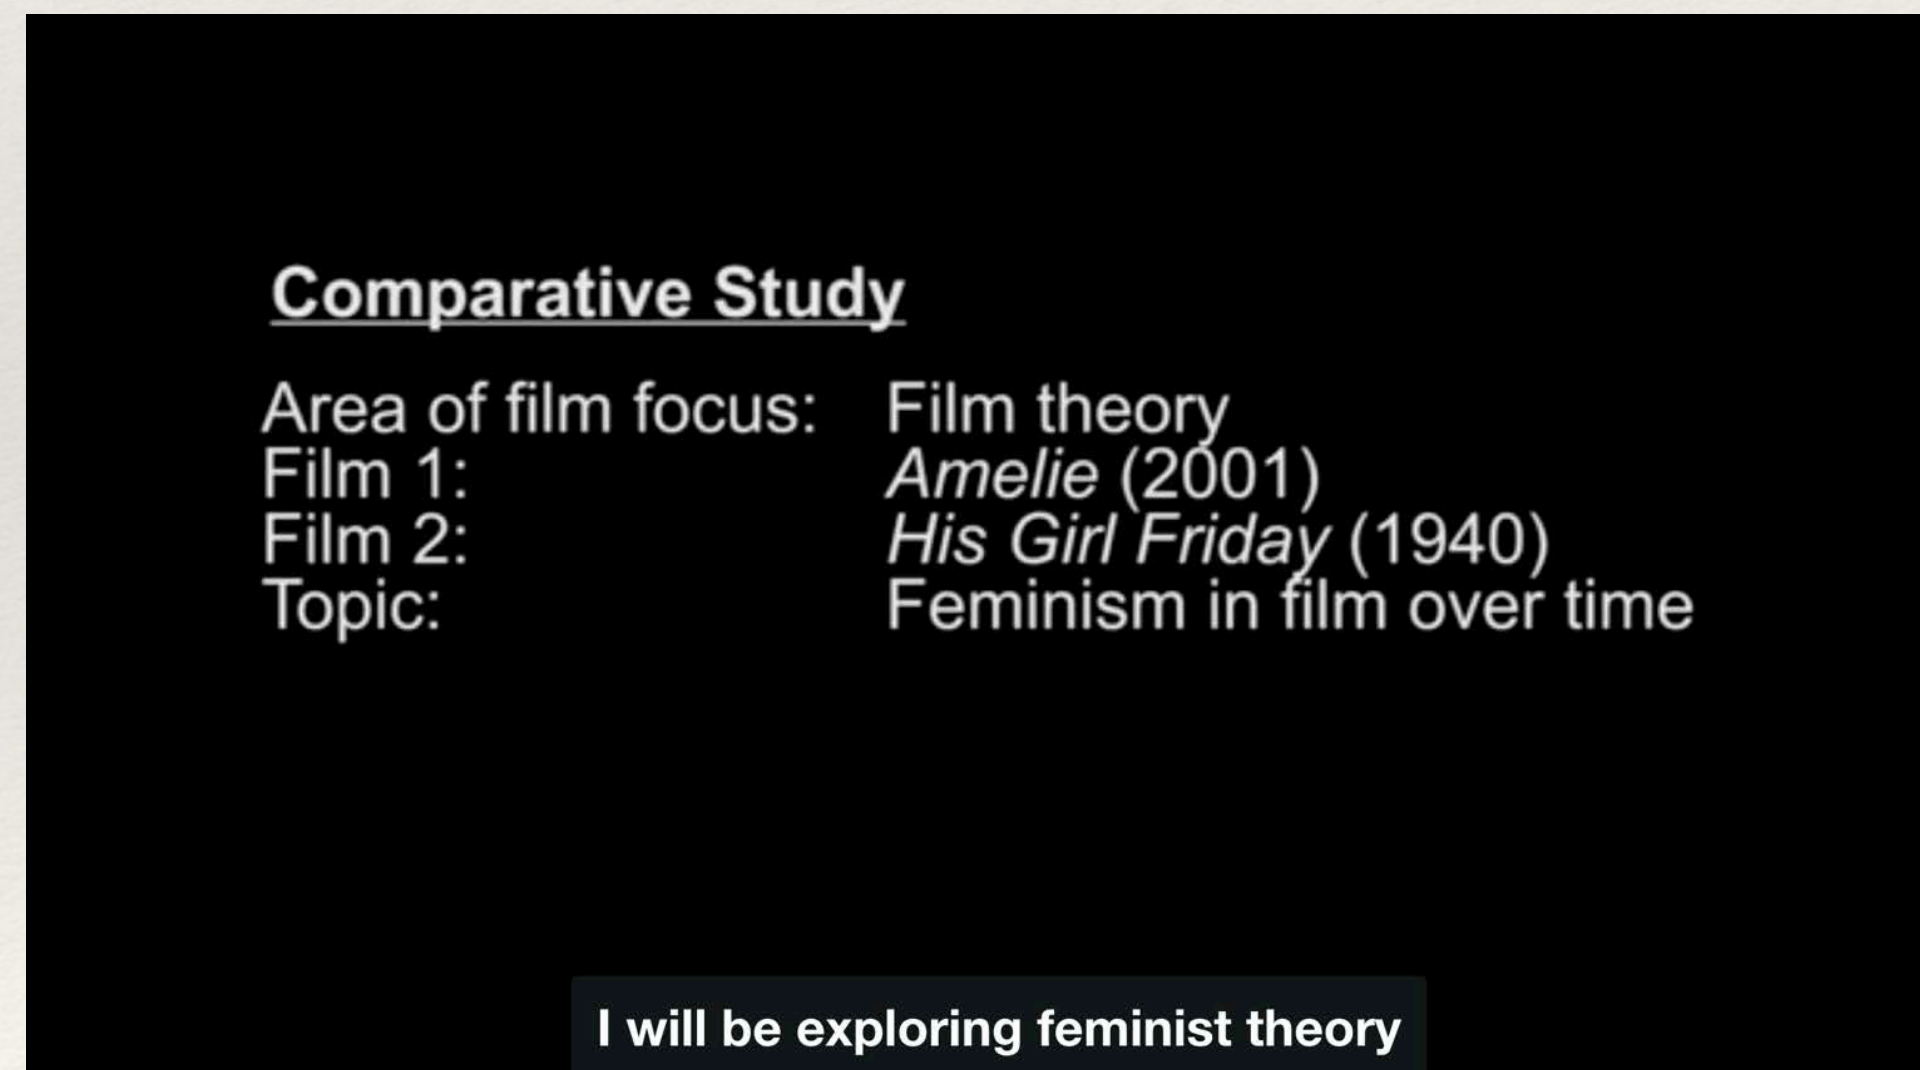 Comparative Study
Area of film focus: Film theory
Film 1: Amelie (2001)
Film 2: His Girl Friday (1940)
Topic: Feminism in film over time
I will be exploring feminist theory